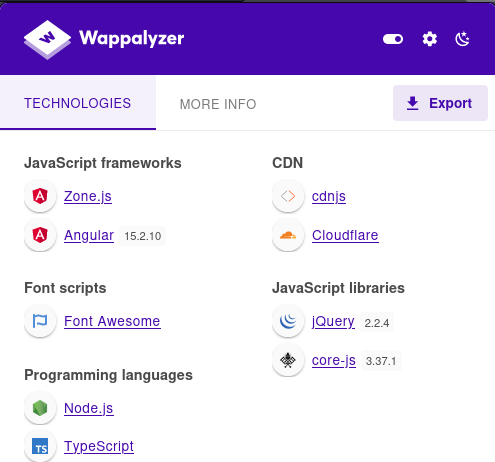 Wappalyzer
TECHNOLOGIES
MORE INFO
Export
JavaScript frameworks
Zone.js
Angular 15.2.10
Font scripts
Font Awesome
Programming languages
Node.js
TS TypeScript
CDN
cdnjs
Cloudflare
JavaScript libraries
jQuery 2.2.4
core-js 3.37.1